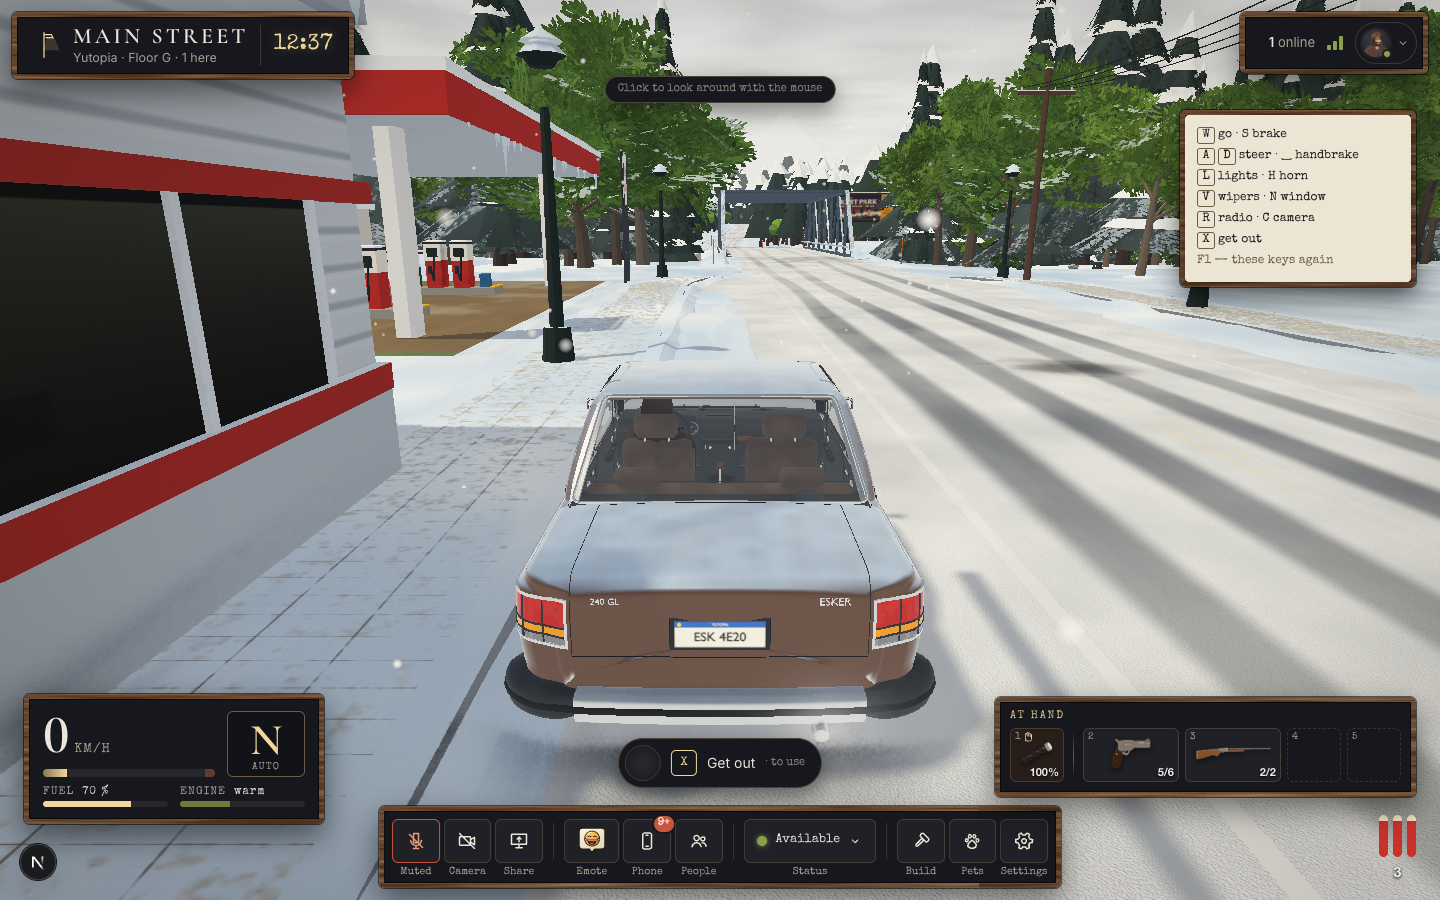 MAIN STREET
Yutopia · Floor G · 1 here
12:37
Click to look around with the mouse
1 online
W go · S brake
A D steer · ⎵ handbrake
L lights · H horn
V wipers · N window
R radio · C camera
X get out
F1 — these keys again
240 GL
ESKER
YUTOPIA
ESK 4E20
0 KM/H
N
AUTO
FUEL 70 %
ENGINE warm
X Get out · to use
AT HAND
1
100%
2
5/6
3
2/2
4
5
Muted
Camera
Share
Emote
9+
Phone
People
Available
Status
Build
Pets
Settings
N
3